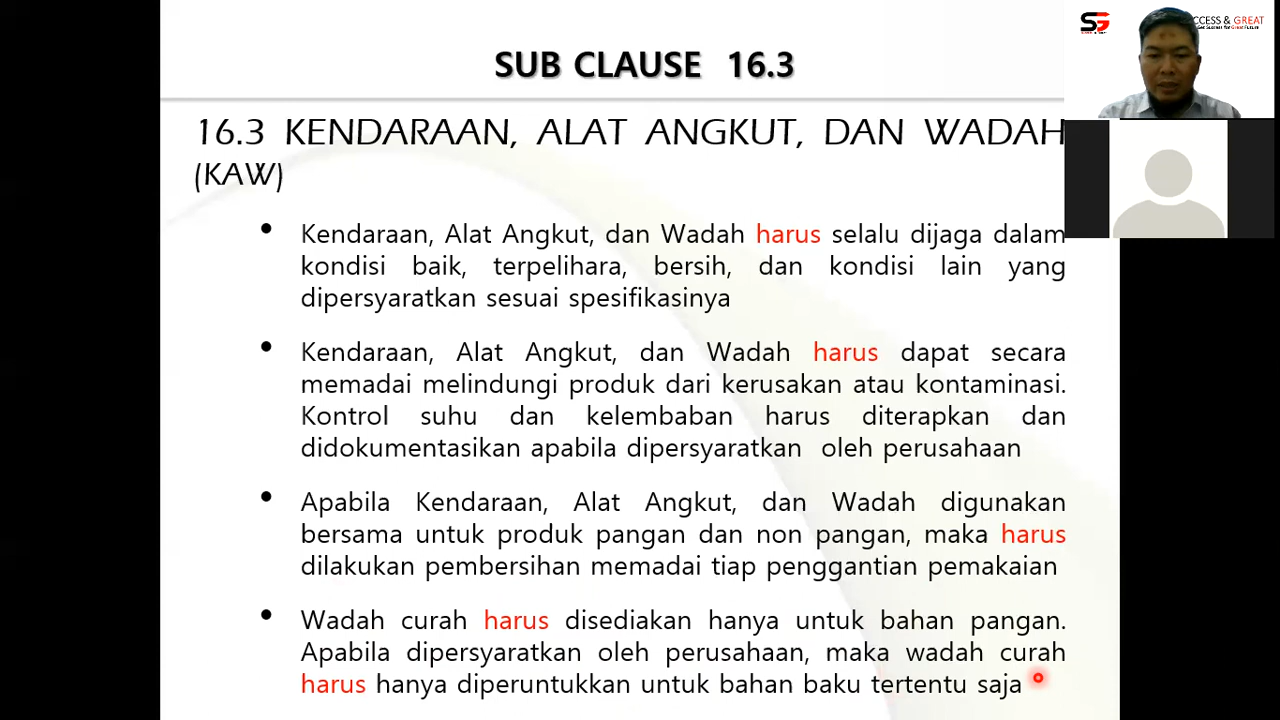 SUB CLAUSE 16.3
CCESS & GREAT
SG
16.3 KENDARAAN, ALAT ANGKUT, DAN WADAH
(KAW)
• Kendaraan, Alat Angkut, dan Wadah harus selalu dijaga dalam
kondisi baik, terpelihara, bersih, dan kondisi lain yang
dipersyaratkan sesuai spesifikasinya
• Kendaraan, Alat Angkut, dan Wadah harus dapat secara
memadai melindungi produk dari kerusakan atau kontaminasi.
Kontrol suhu dan kelembaban harus diterapkan dan
didokumentasikan apabila dipersyaratkan oleh perusahaan
• Apabila Kendaraan, Alat Angkut, dan Wadah digunakan
bersama untuk produk pangan dan non pangan, maka harus
dilakukan pembersihan memadai tiap penggantian pemakaian
• Wadah curah harus disediakan hanya untuk bahan pangan.
Apabila dipersyaratkan oleh perusahaan, maka wadah curah
harus hanya diperuntukkan untuk bahan baku tertentu saja